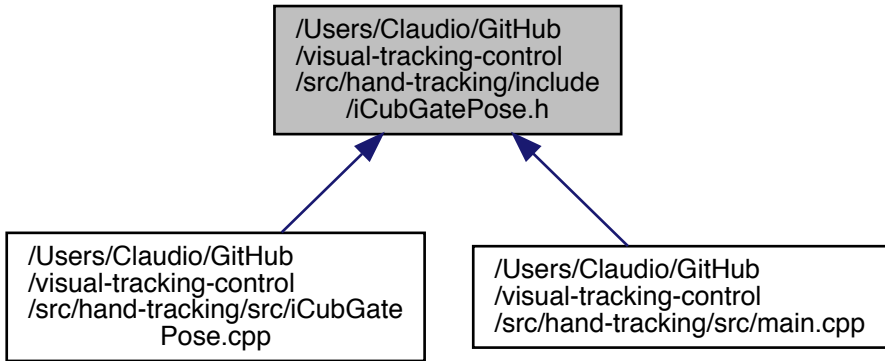 /Users/Claudio/GitHub
/visual-tracking-control
/src/hand-tracking/include
/iCubGatePose.h
/Users/Claudio/GitHub
/visual-tracking-control
/src/hand-tracking/src/iCubGate
Pose.cpp
/Users/Claudio/GitHub
/visual-tracking-control
/src/hand-tracking/src/main.cpp